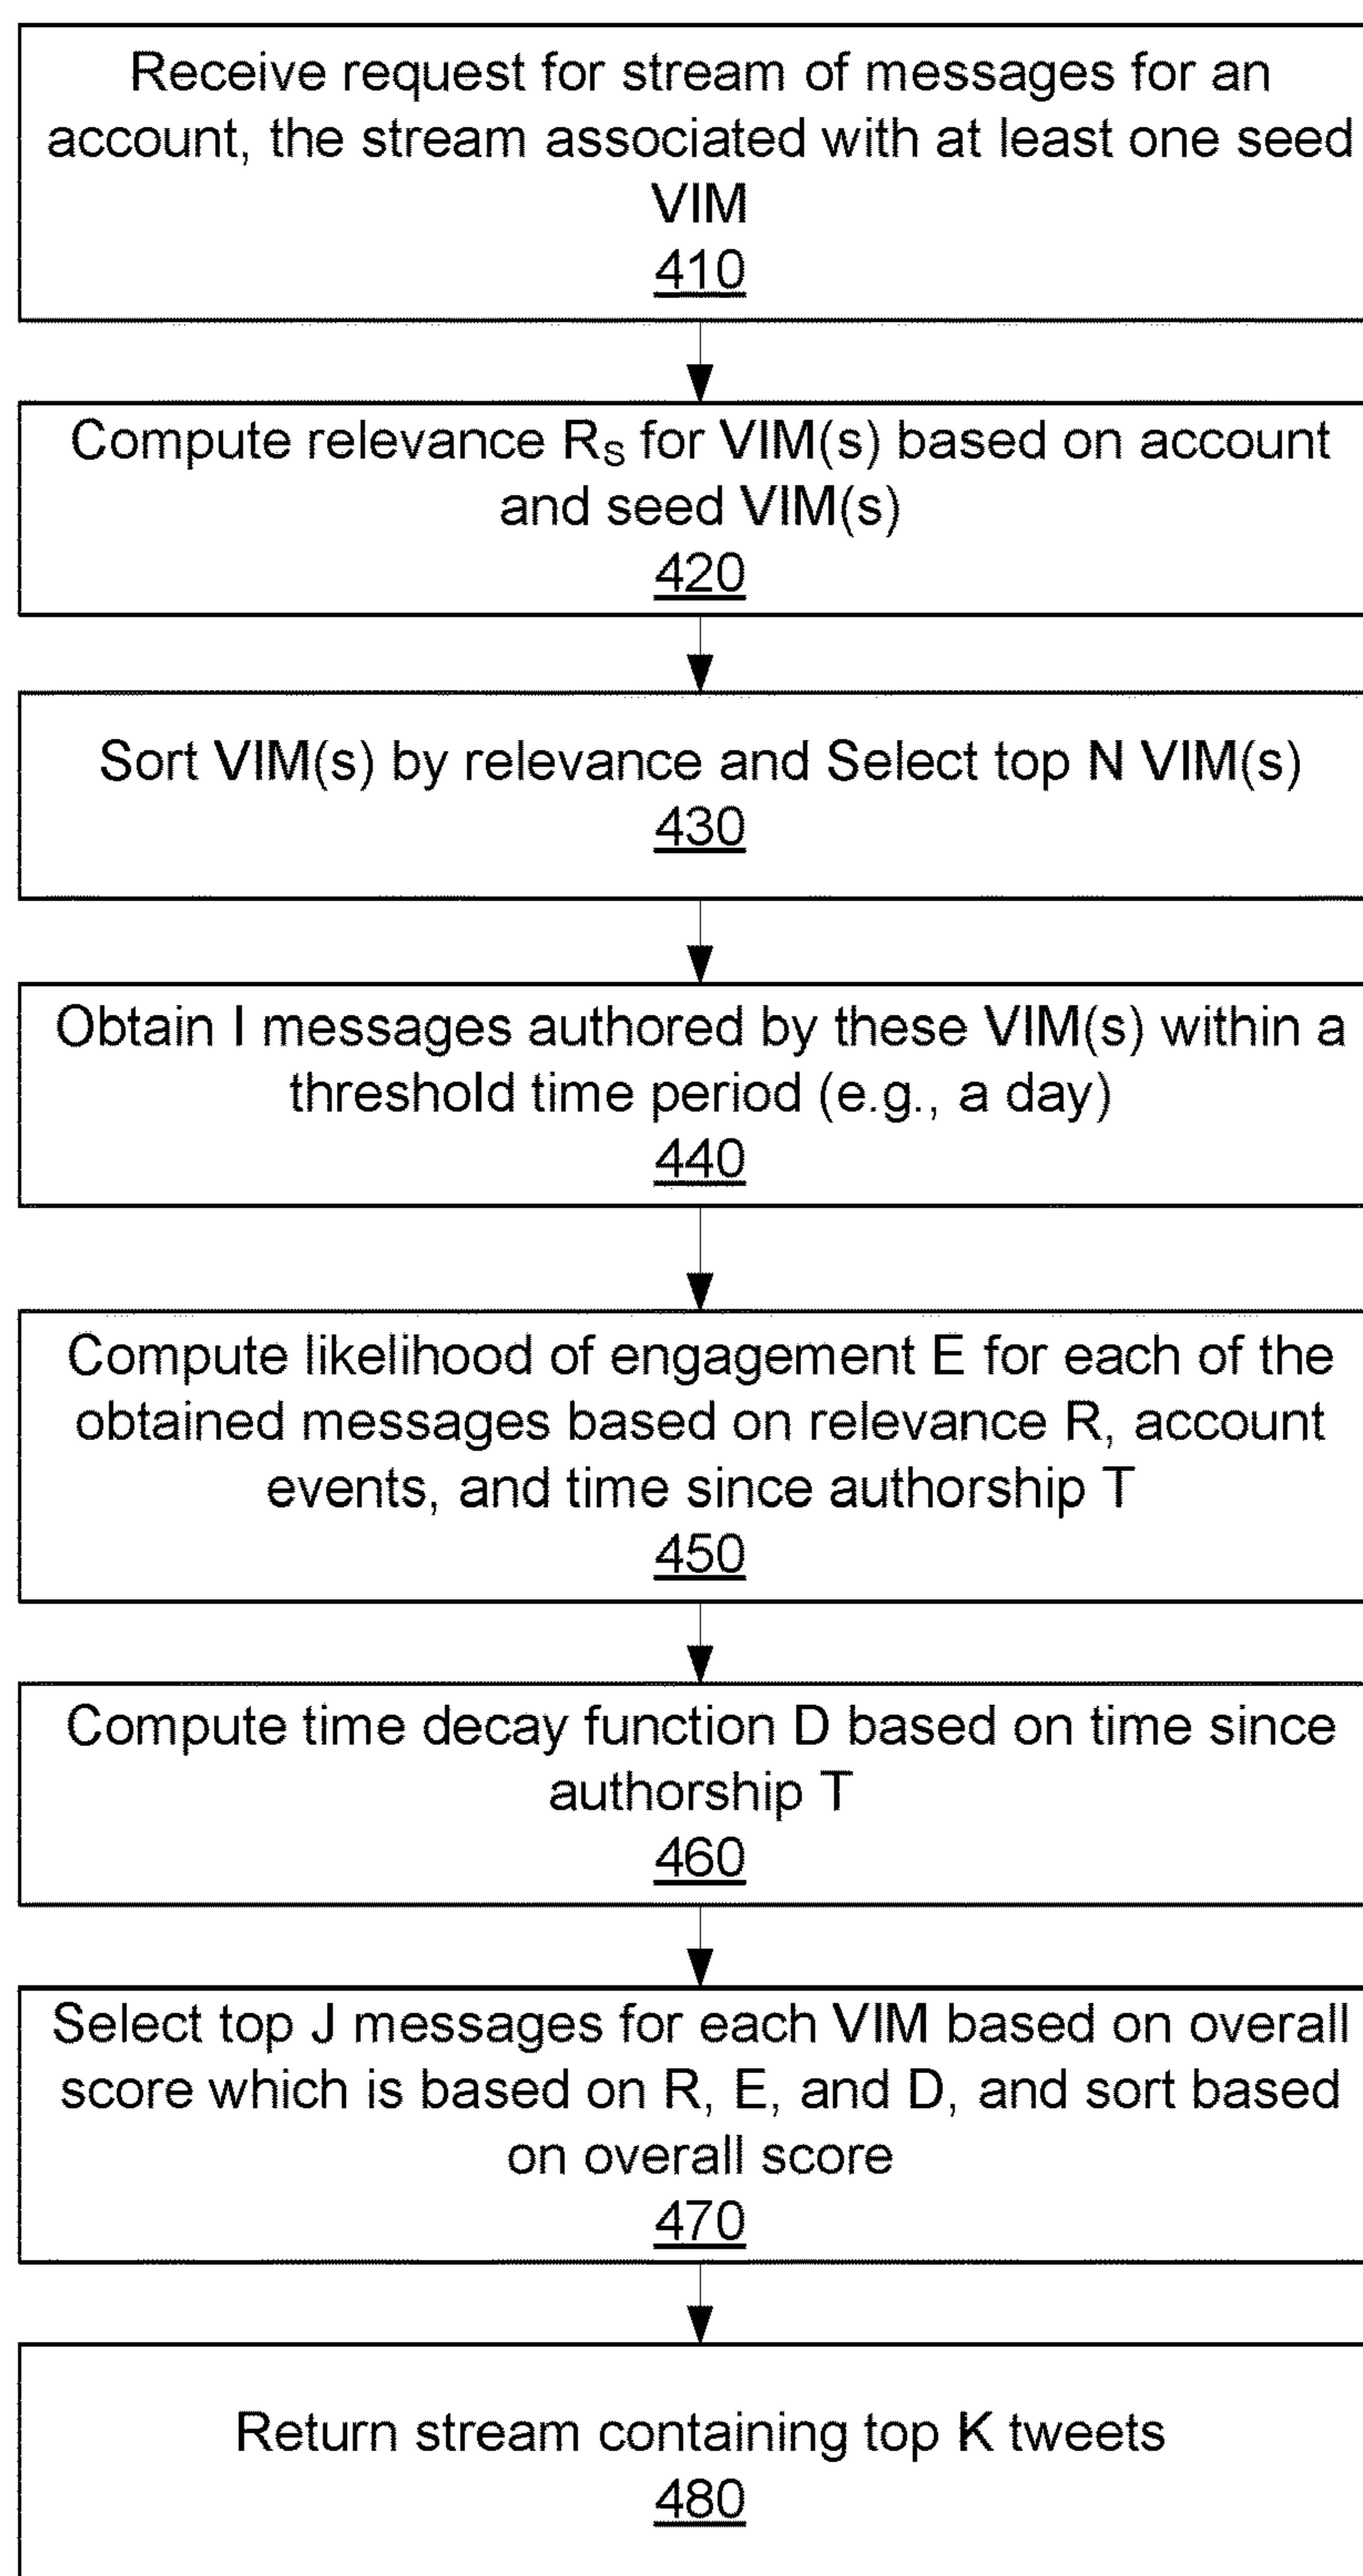 Receive request for stream of messages for an
account, the stream associated with at least one seed
VIM
410
Compute relevance RS for VIM(s) based on account
and seed VIM(s)
420
Sort VIM(s) by relevance and Select top N VIM(s)
430
Obtain I messages authored by these VIM(s) within a
threshold time period (e.g., a day)
440
Compute likelihood of engagement E for each of the
obtained messages based on relevance R, account
events, and time since authorship T
450
Compute time decay function D based on time since
authorship T
460
Select top J messages for each VIM based on overall
score which is based on R, E, and D, and sort based
on overall score
470
Return stream containing top K tweets
480